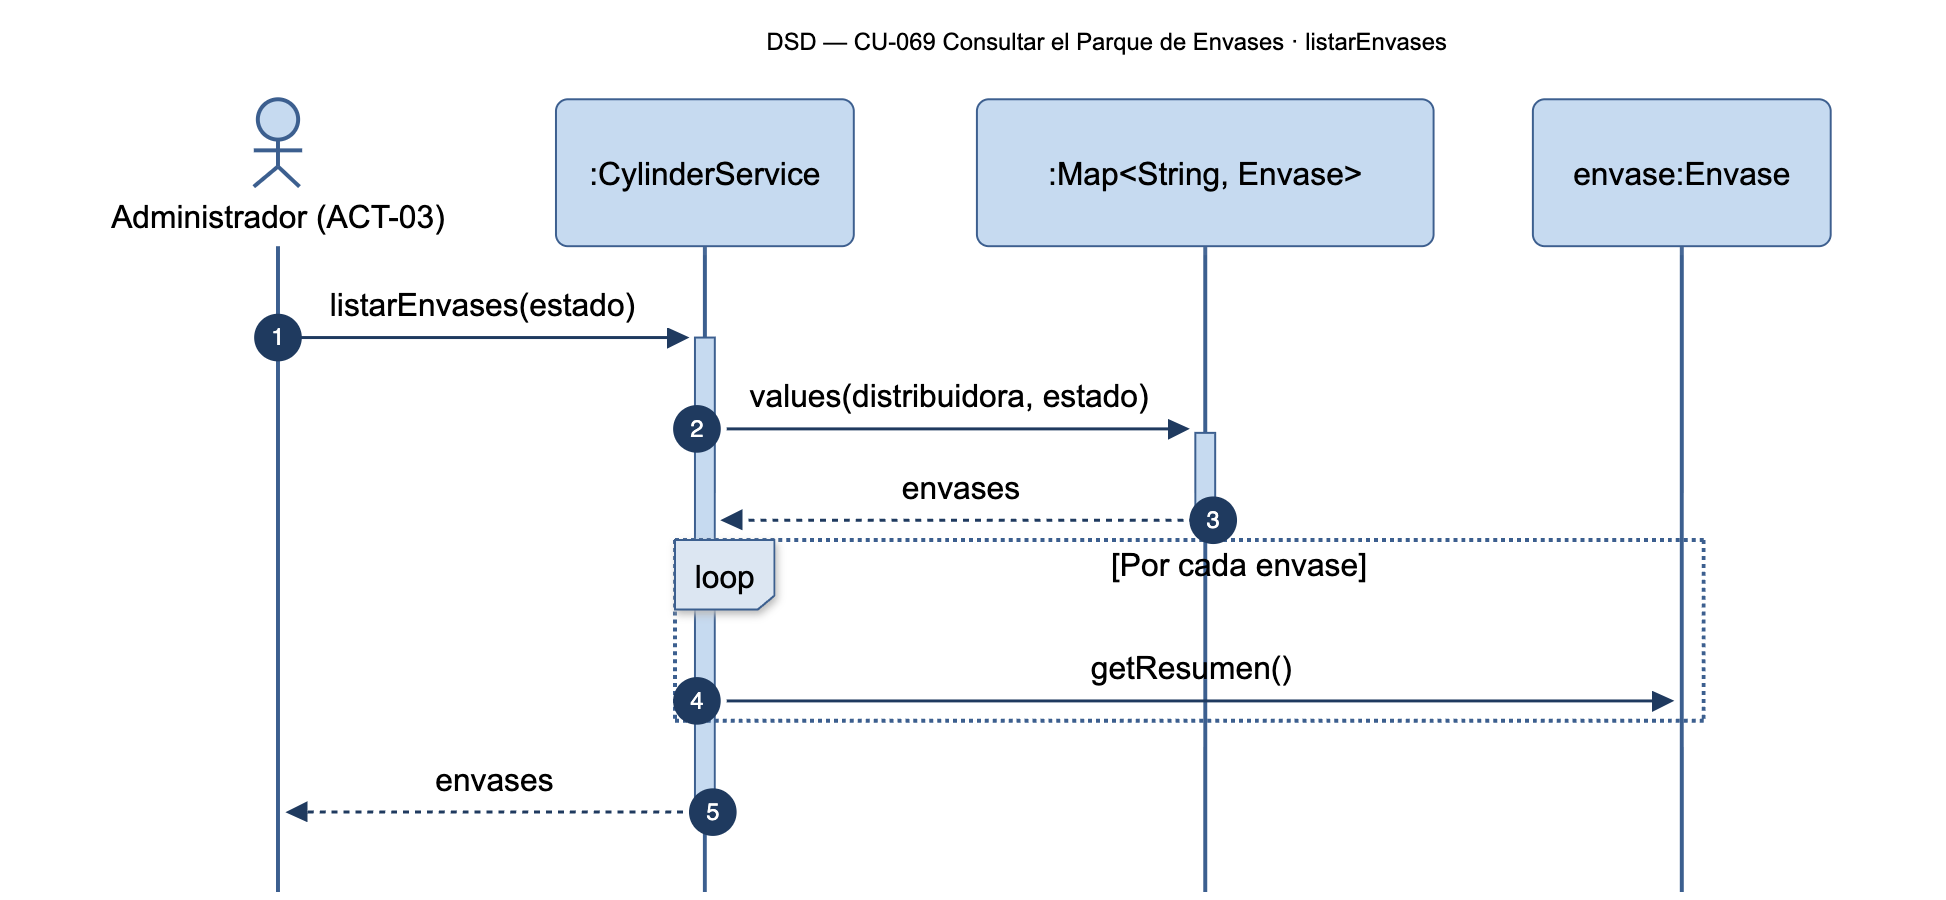 DSD — CU-069 Consultar el Parque de Envases · listarEnvases
Administrador (ACT-03)
:CylinderService
:Map<String, Envase>
envase:Envase
listarEnvases(estado)
1
values(distribuidora, estado)
2
envases
3
loop
[Por cada envase]
getResumen()
4
envases
5